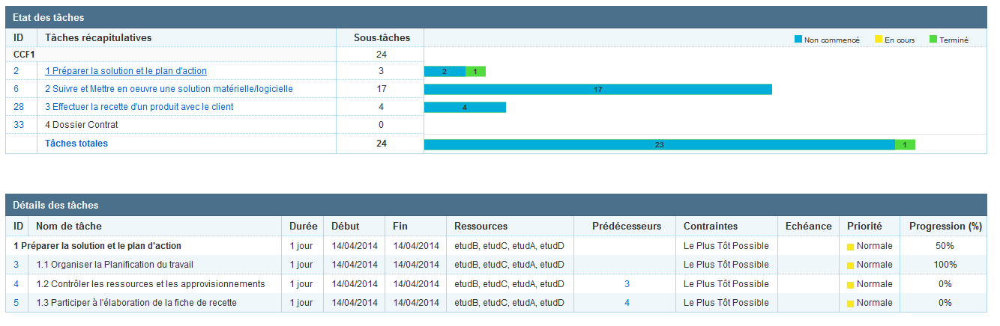 Etat des tâches
ID Tâches récapitulatives Sous-tâches Non commencé En cours Terminé
CCF1 24
2 1 Préparer la solution et le plan d'action 3 2 1
6 2 Suivre et Mettre en oeuvre une solution matérielle/logicielle 17 17
28 3 Effectuer la recette d'un produit avec le client 4 4
33 4 Dossier Contrat 0
Tâches totales 24 23 1
Détails des tâches
ID Nom de tâche Durée Début Fin Ressources Prédécesseurs Contraintes Echéance Priorité Progression (%)
1 Préparer la solution et le plan d'action 1 jour 14/04/2014 14/04/2014 etudB, etudC, etudA, etudD Le Plus Tôt Possible Normale 50%
3 1.1 Organiser la Planification du travail 1 jour 14/04/2014 14/04/2014 etudB, etudC, etudA, etudD Le Plus Tôt Possible Normale 100%
4 1.2 Contrôler les ressources et les approvisionnements 1 jour 14/04/2014 14/04/2014 etudB, etudC, etudA, etudD 3 Le Plus Tôt Possible Normale 0%
5 1.3 Participer à l'élaboration de la fiche de recette 1 jour 14/04/2014 14/04/2014 etudB, etudC, etudA, etudD 4 Le Plus Tôt Possible Normale 0%